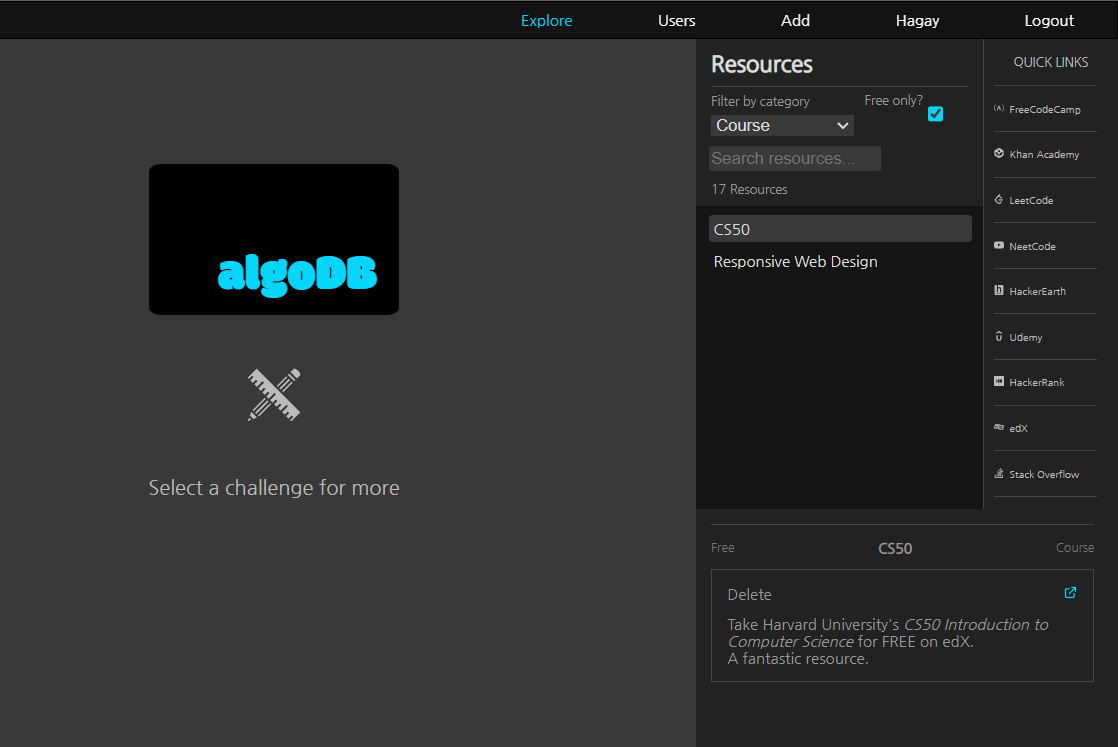 Explore Users Add Hagay Logout
algoDB
Select a challenge for more
Resources
Filter by category Free only?
Course
Search resources...
17 Resources
CS50
Responsive Web Design
QUICK LINKS
FreeCodeCamp
Khan Academy
LeetCode
NeetCode
HackerEarth
Udemy
HackerRank
edX
Stack Overflow
Free CS50 Course
Delete
Take Harvard University's CS50 Introduction to
Computer Science for FREE on edX.
A fantastic resource.